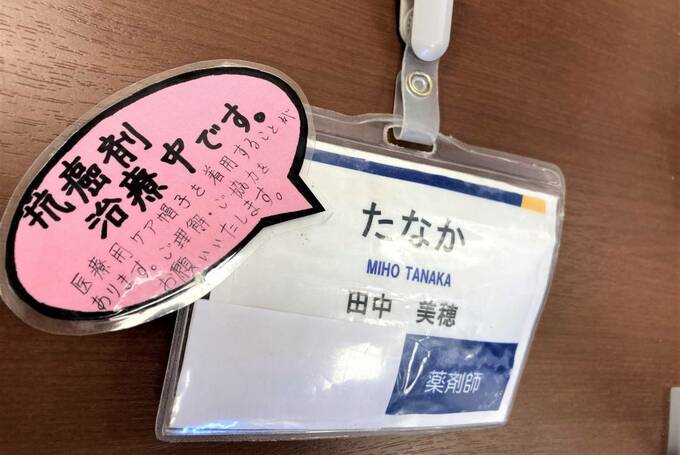 抗癌剤
治療中です。
医療用ケア帽子を着用することが
あります。ご理解・ご協力を
お願いいたします。
たなか
MIHO TANAKA
田中 美穂
薬剤師